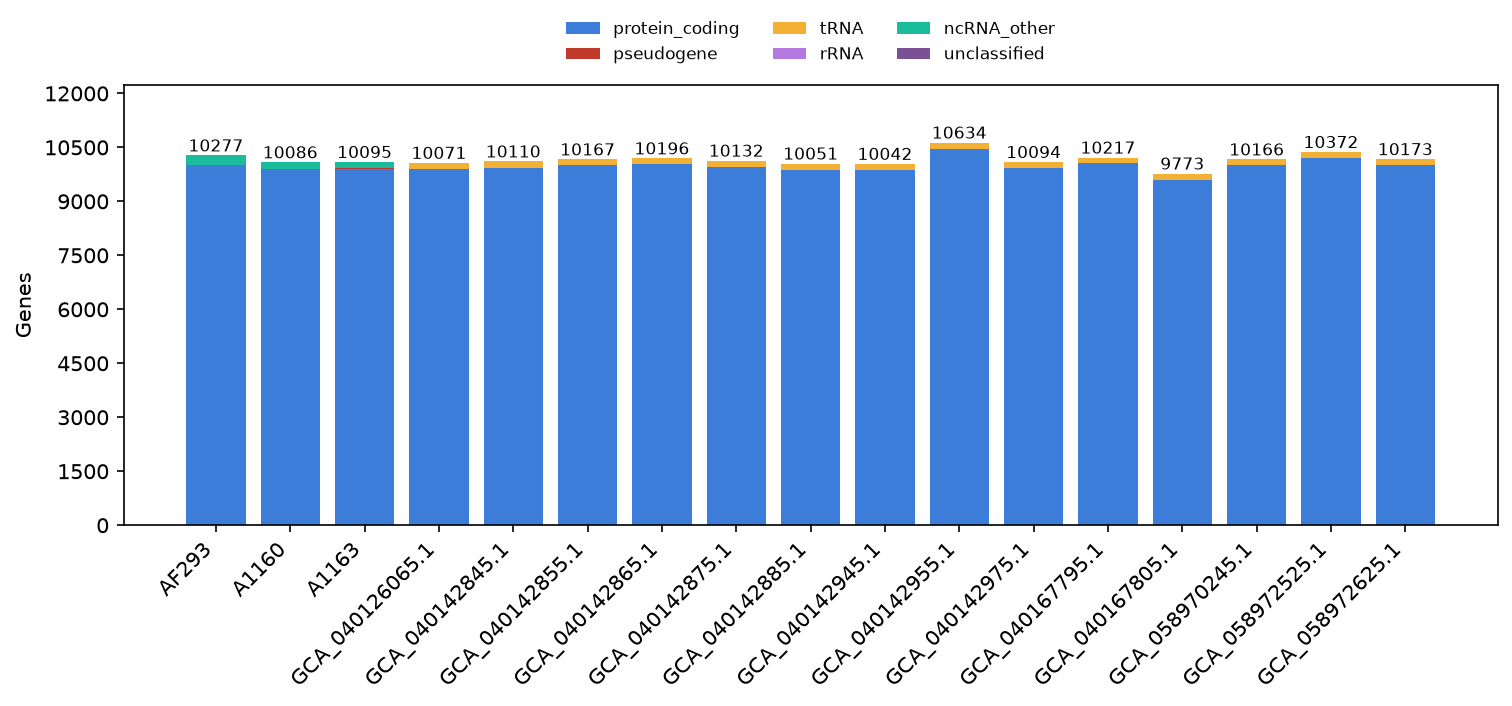 protein_coding tRNA ncRNA_other
pseudogene rRNA unclassified
12000
10500
9000
7500
6000
4500
3000
1500
0
Genes
10277 10086 10095 10071 10110 10167 10196 10132 10051 10042 10634 10094 10217 9773 10166 10372 10173
AF293
A1160
A1163
GCA_040126065.1
GCA_040142845.1
GCA_040142855.1
GCA_040142865.1
GCA_040142875.1
GCA_040142885.1
GCA_040142945.1
GCA_040142955.1
GCA_040142975.1
GCA_040167795.1
GCA_040167805.1
GCA_058970245.1
GCA_058972525.1
GCA_058972625.1